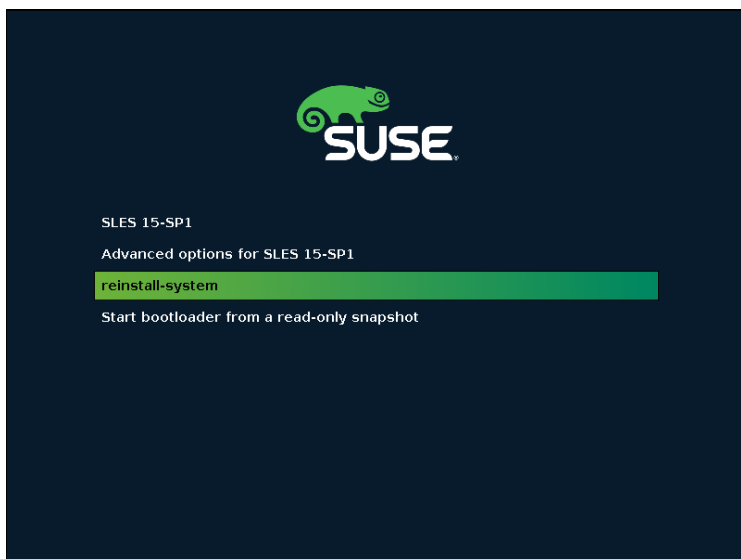 SUSE
SLES 15-SP1
Advanced options for SLES 15-SP1
reinstall-system
Start bootloader from a read-only snapshot